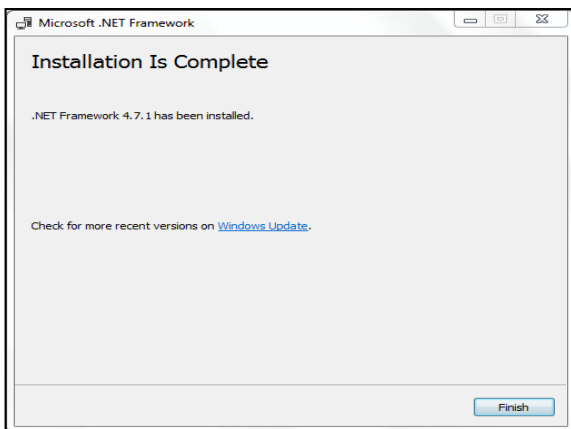 Microsoft .NET Framework
Installation Is Complete
.NET Framework 4.7.1 has been installed.
Check for more recent versions on Windows Update.
Finish